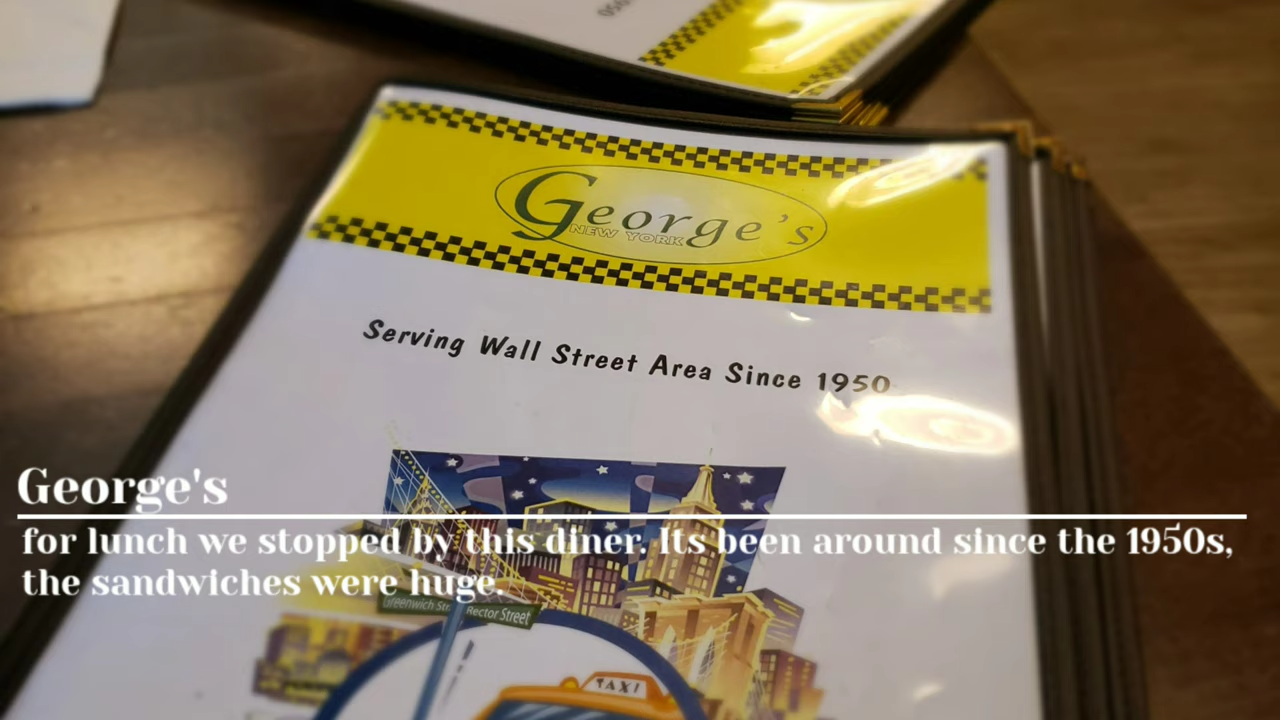 George's
NEW YORK
Serving Wall Street Area Since 1950
George's
for lunch we stopped by this diner. Its been around since the 1950s,
the sandwiches were huge.
Greenwich Rector Street
TAXI